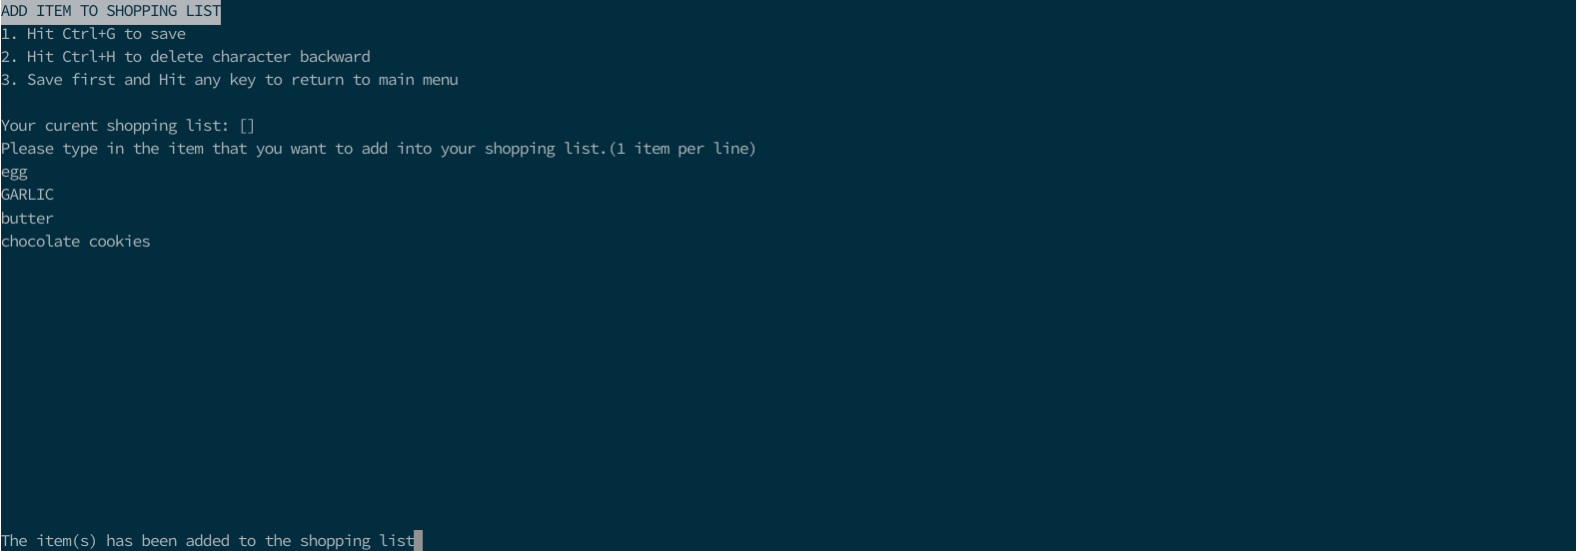 ADD ITEM TO SHOPPING LIST
1. Hit Ctrl+G to save
2. Hit Ctrl+H to delete character backward
3. Save first and Hit any key to return to main menu
Your curent shopping list: []
Please type in the item that you want to add into your shopping list.(1 item per line)
egg
GARLIC
butter
chocolate cookies
The item(s) has been added to the shopping list